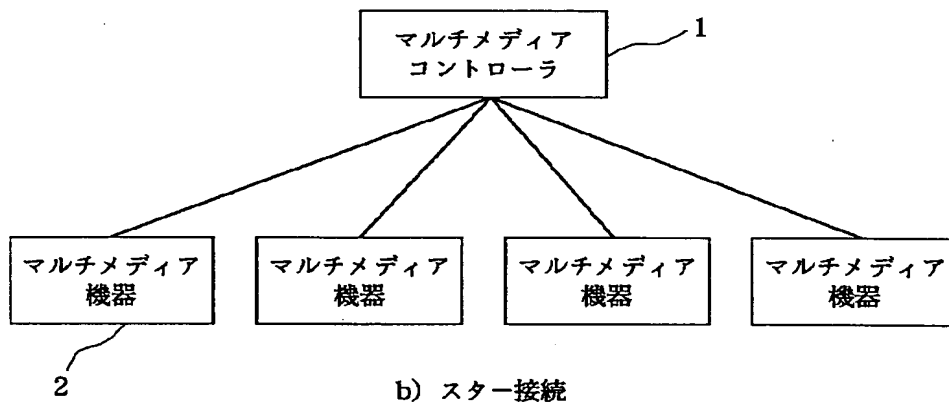 マルチメディア
コントローラ
1
マルチメディア
機器
マルチメディア
機器
マルチメディア
機器
マルチメディア
機器
2
b) スター接続